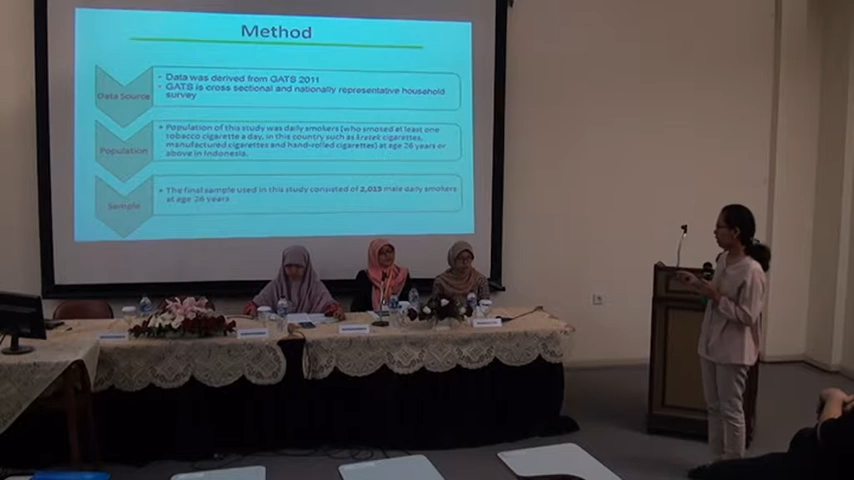 Method
Data Source
• Data was derived from GATS 2011
• GATS is cross sectional and nationally representative household
survey
Population
• Population of this study was daily smokers (who smoked at least one
tobacco cigarette a day, in this country such as kretek cigarettes,
manufactured cigarettes and hand-rolled cigarettes) at age 26 years or
above in Indonesia.
Sample
• The final sample used in this study consisted of 2,013 male daily smokers
at age 26 years